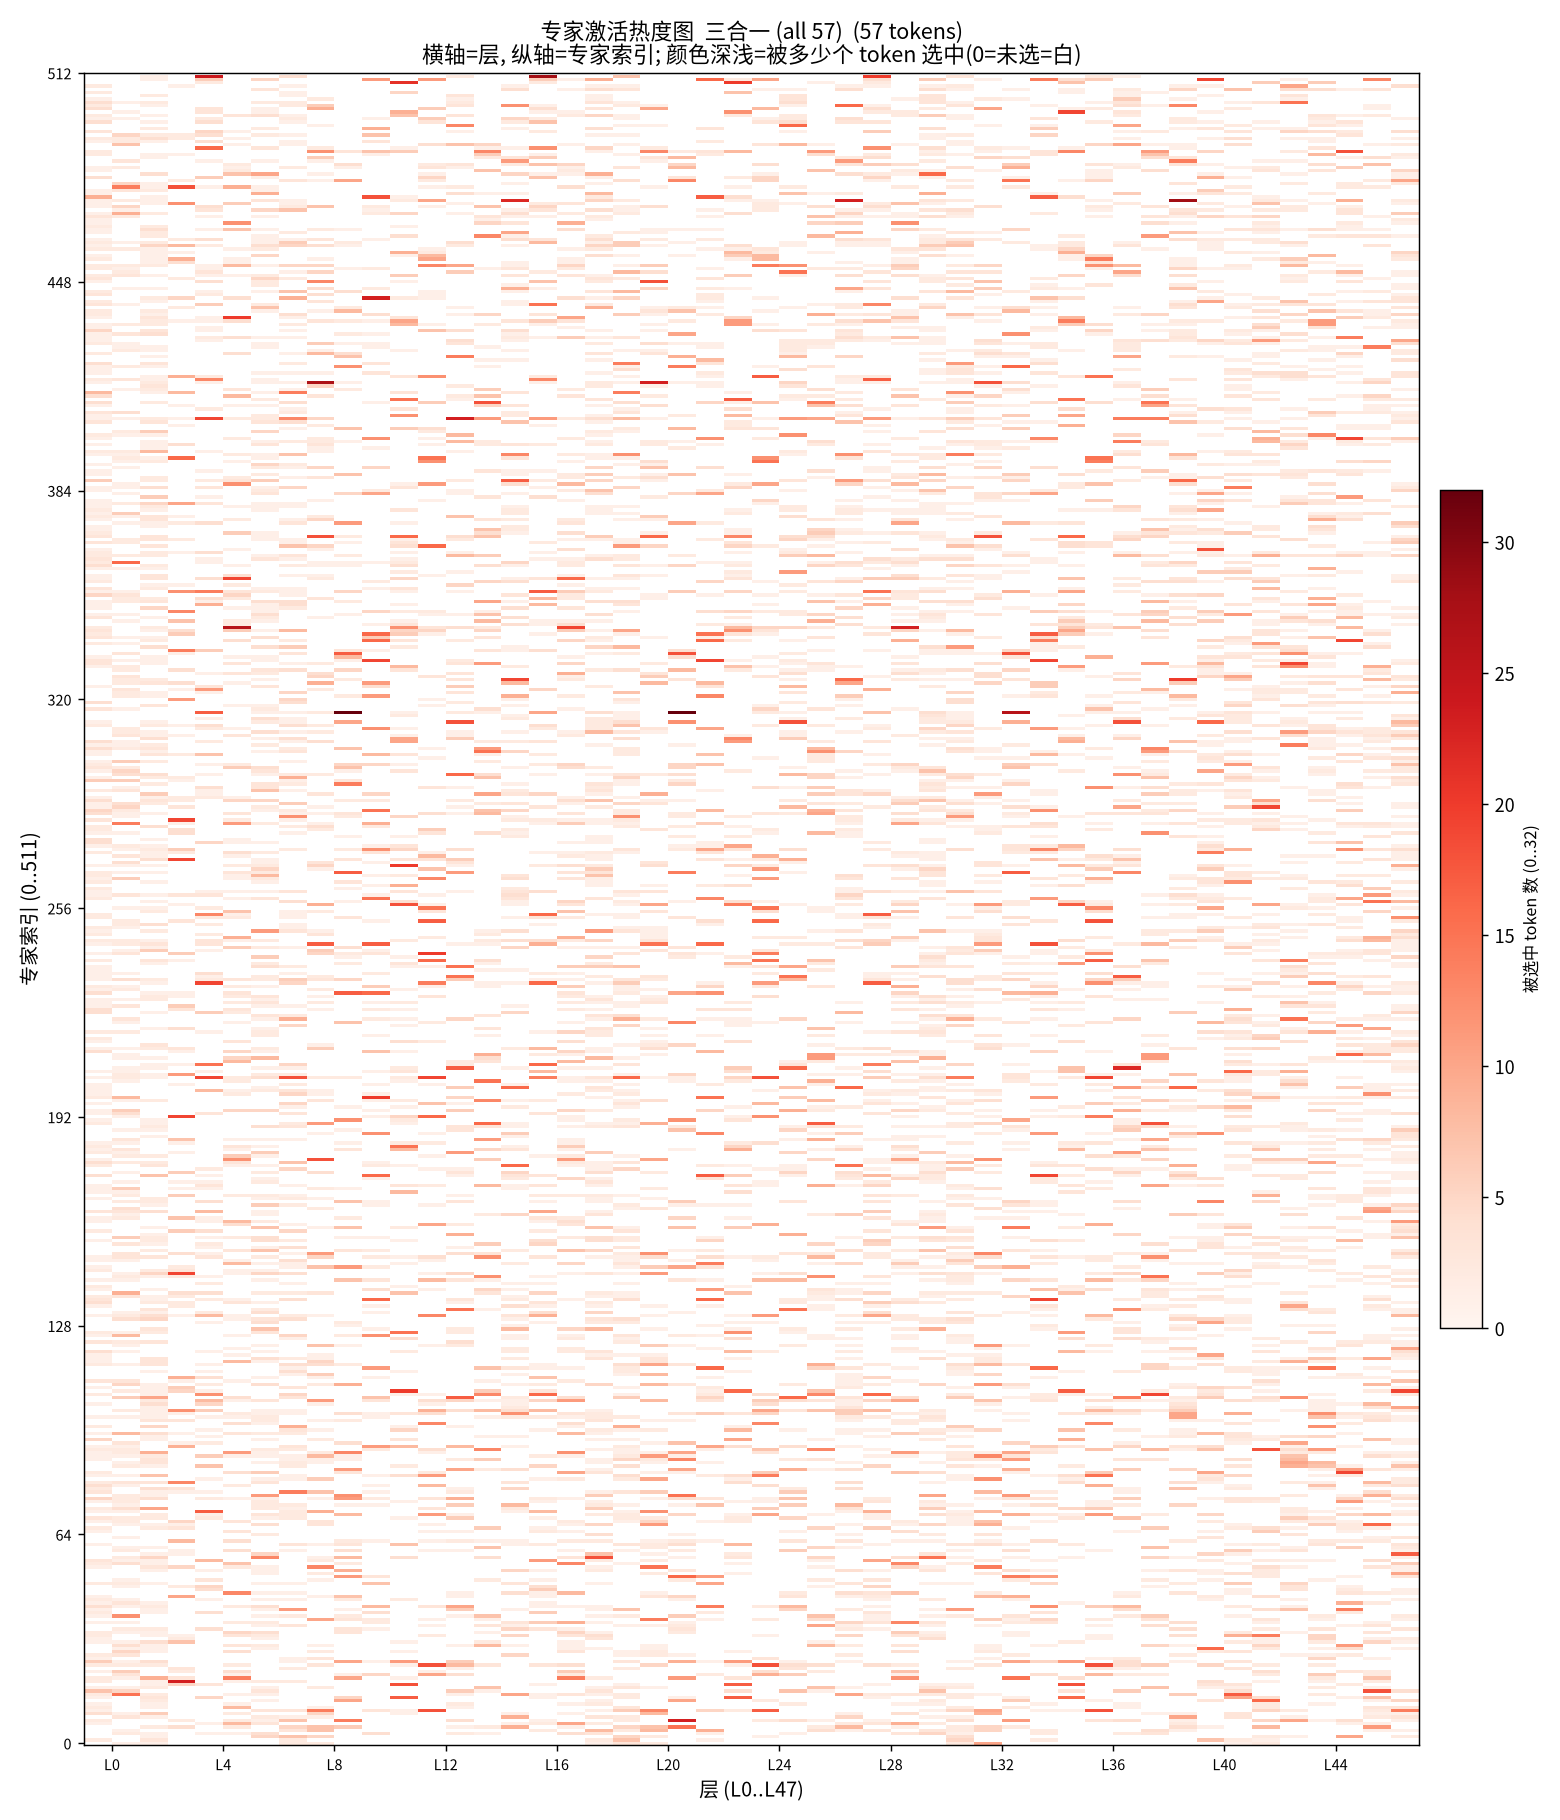 专家激活热度图 三合一 (all 57) (57 tokens)
横轴=层, 纵轴=专家索引; 颜色深浅=被多少个 token 选中(0=未选=白)
专家索引 (0..511)
512
448
384
320
256
192
128
64
0
L0 L4 L8 L12 L16 L20 L24 L28 L32 L36 L40 L44
层 (L0..L47)
30
25
20
15
10
5
0
被选中 token 数 (0..32)